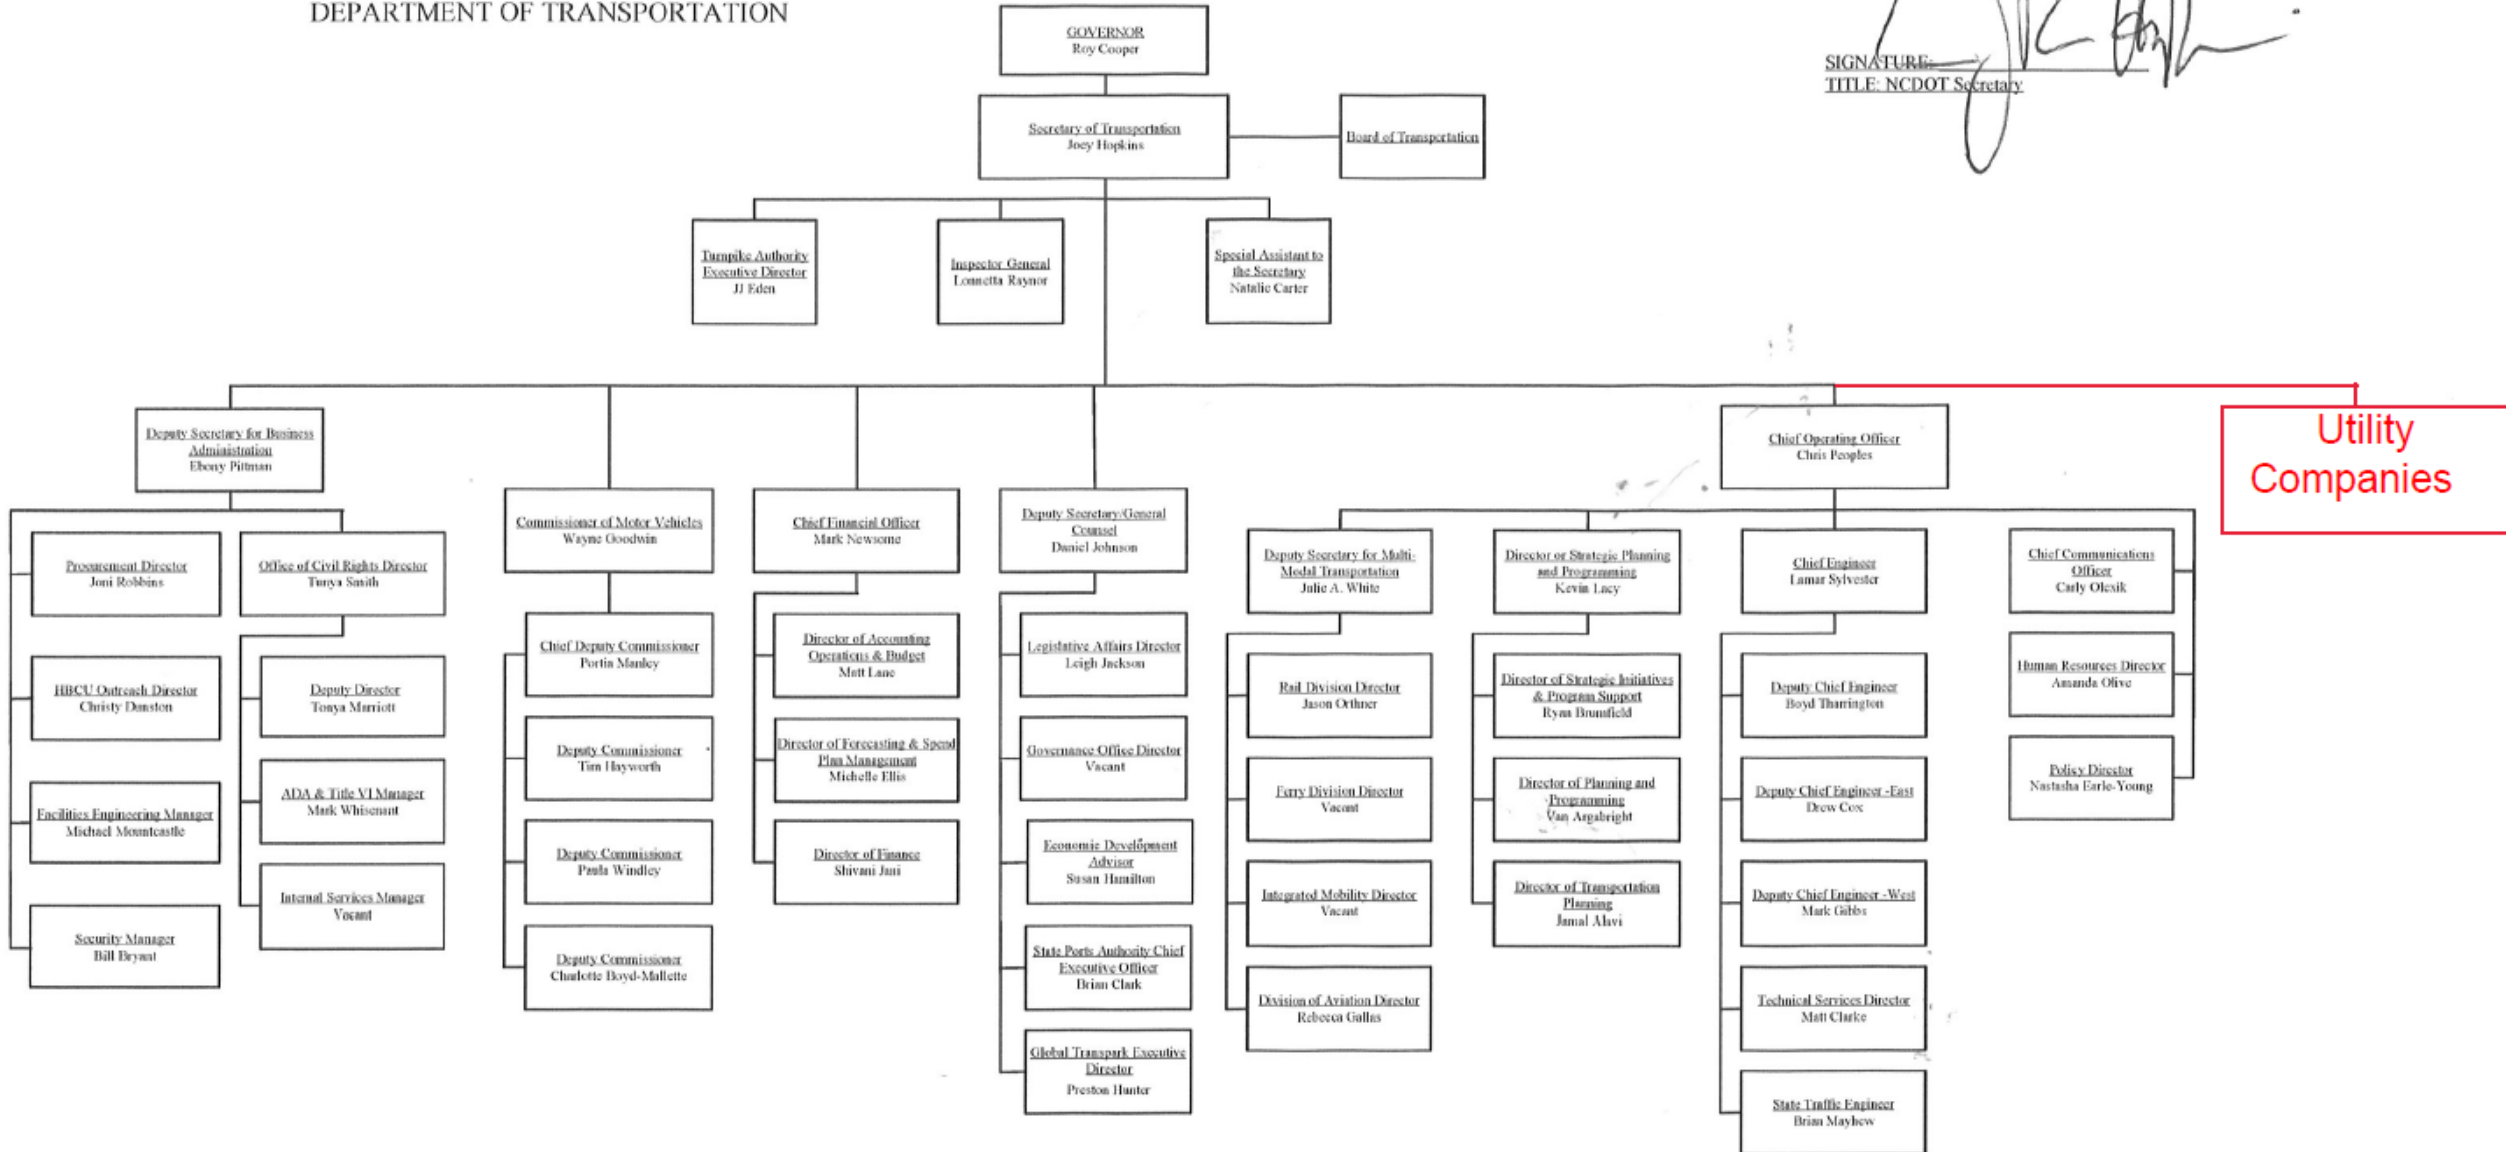 DEPARTMENT OF TRANSPORTATION
GOVERNOR
Roy Cooper
SIGNATURE:
TITLE: NCDOT Secretary
Secretary of Transportation
Joey Hopkins
Board of Transportation
Turnpike Authority
Executive Director
JJ Eden
Inspector General
Lonnetta Raynor
Special Assistant to
the Secretary
Natalie Carter
Deputy Secretary for Business
Administration
Ebony Pittman
Chief Operating Officer
Chris Peoples
Utility
Companies
Commissioner of Motor Vehicles
Wayne Goodwin
Chief Financial Officer
Mark Newsome
Deputy Secretary/General
Counsel
Daniel Johnson
Procurement Director
Joni Robbins
Office of Civil Rights Director
Tunya Smith
Deputy Secretary for Multi-
Modal Transportation
Julie A. White
Director or Strategic Planning
and Programming
Kevin Lacy
Chief Engineer
Lamar Sylvester
Chief Communications
Officer
Carly Olexik
Chief Deputy Commissioner
Portia Manley
Director of Accounting
Operations & Budget
Matt Lane
Legislative Affairs Director
Leigh Jackson
Human Resources Director
Amanda Olive
HBCU Outreach Director
Christy Dunston
Deputy Director
Tonya Marriott
Rail Division Director
Jason Orthner
Director of Strategic Initiatives
& Program Support
Ryan Brumfield
Deputy Chief Engineer
Boyd Tharrington
Deputy Commissioner
Tim Hayworth
Director of Forecasting & Spend
Plan Management
Michelle Ellis
Governance Office Director
Vacant
Policy Director
Nastasha Earle-Young
Facilities Engineering Manager
Michael Mountcastle
ADA & Title VI Manager
Mark Whisenant
Ferry Division Director
Vacant
Director of Planning and
Programming
Van Argabright
Deputy Chief Engineer -East
Drew Cox
Deputy Commissioner
Paula Windley
Director of Finance
Shivani Jani
Economic Development
Advisor
Susan Hamilton
Internal Services Manager
Vacant
Integrated Mobility Director
Vacant
Director of Transportation
Planning
Jamal Alavi
Deputy Chief Engineer -West
Mark Gibbs
Security Manager
Bill Bryant
Deputy Commissioner
Charlotte Boyd-Mallette
State Ports Authority Chief
Executive Officer
Brian Clark
Division of Aviation Director
Rebecca Gallas
Technical Services Director
Matt Clarke
Global Transpark Executive
Director
Preston Hunter
State Traffic Engineer
Brian Mayhew